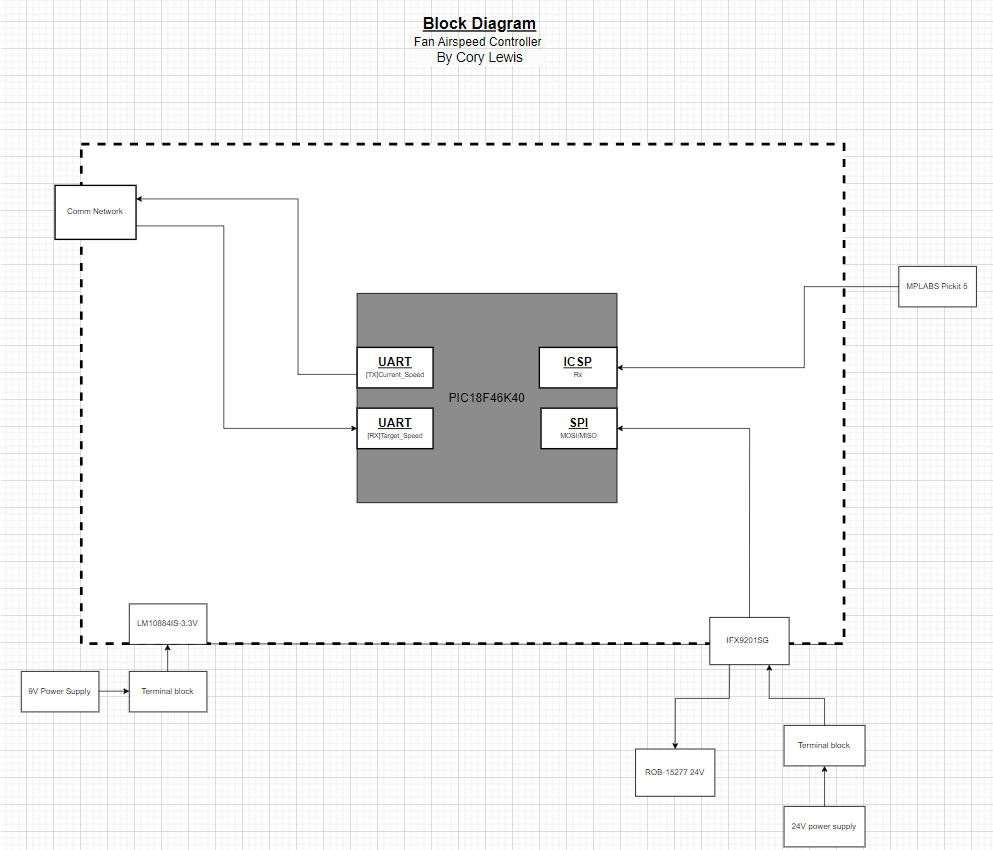 Block Diagram
Fan Airspeed Controller
By Cory Lewis
Comm Network
MPLABS Pickit 5
UART
[TX]Current_Speed
ICSP
Rx
PIC18F46K40
UART
[RX]Target_Speed
SPI
MOSI/MISO
LM10884IS-3.3V
IFX9201SG
9V Power Supply
Terminal block
Terminal block
ROB-15277 24V
24V power supply